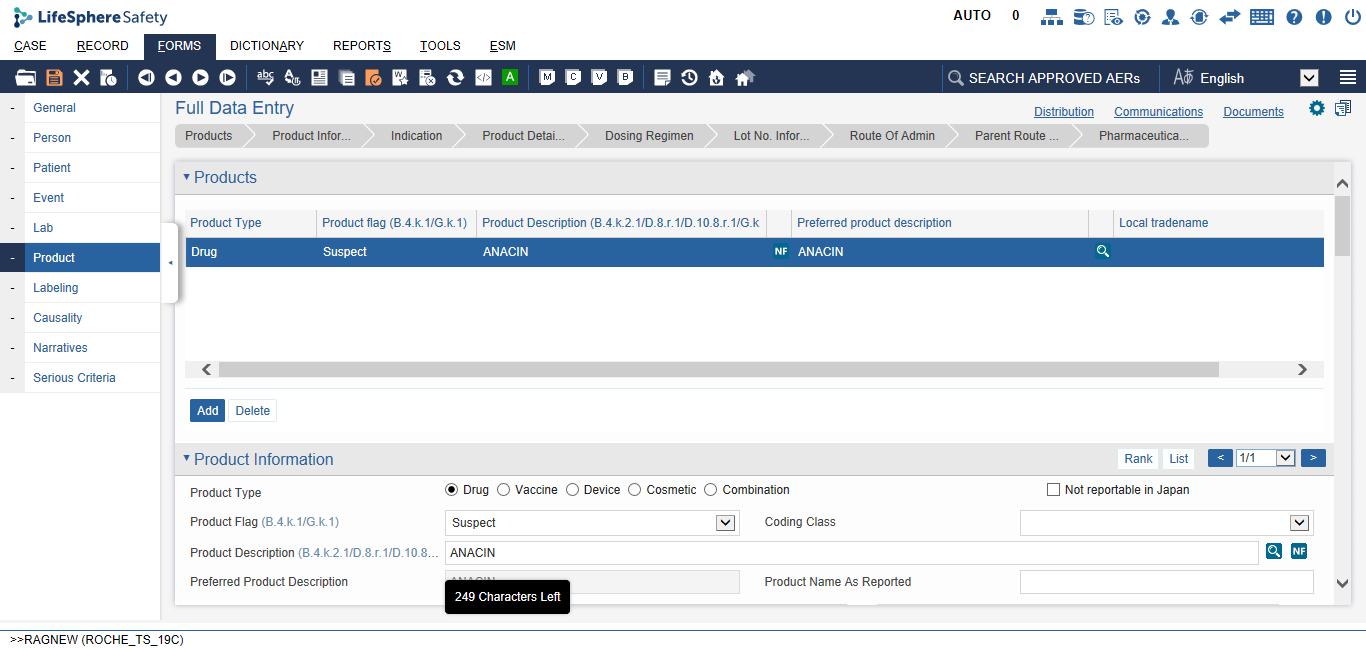 LifeSphereSafety
AUTO 0
CASE RECORD FORMS DICTIONARY REPORTS TOOLS ESM
SEARCH APPROVED AERs English
General
Person
Patient
Event
Lab
Product
Labeling
Causality
Narratives
Serious Criteria
Full Data Entry
Distribution Communications Documents
Products Product Infor... Indication Product Detai... Dosing Regimen Lot No. Infor... Route Of Admin Parent Route ... Pharmaceutica...
Products
Product Type Product flag (B.4.k.1/G.k.1) Product Description (B.4.k.2.1/D.8.r.1/D.10.8.r.1/G.k Preferred product description Local tradename
Drug Suspect ANACIN NF ANACIN
Add Delete
Product Information Rank List < 1/1 >
Product Type Drug Vaccine Device Cosmetic Combination Not reportable in Japan
Product Flag (B.4.k.1/G.k.1) Suspect Coding Class
Product Description (B.4.k.2.1/D.8.r.1/D.10.8... ANACIN NF
Preferred Product Description ANACIN Product Name As Reported
249 Characters Left
>>RAGNEW (ROCHE_TS_19C)